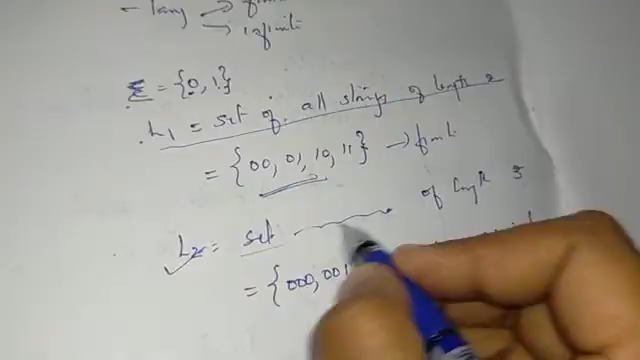 - lang → finite
→ infinite
Σ = {0, 1}
L1 = set of all strings of length 2
= {00, 01, 10, 11} → finite
L2 = set of length 3
= {000, 001